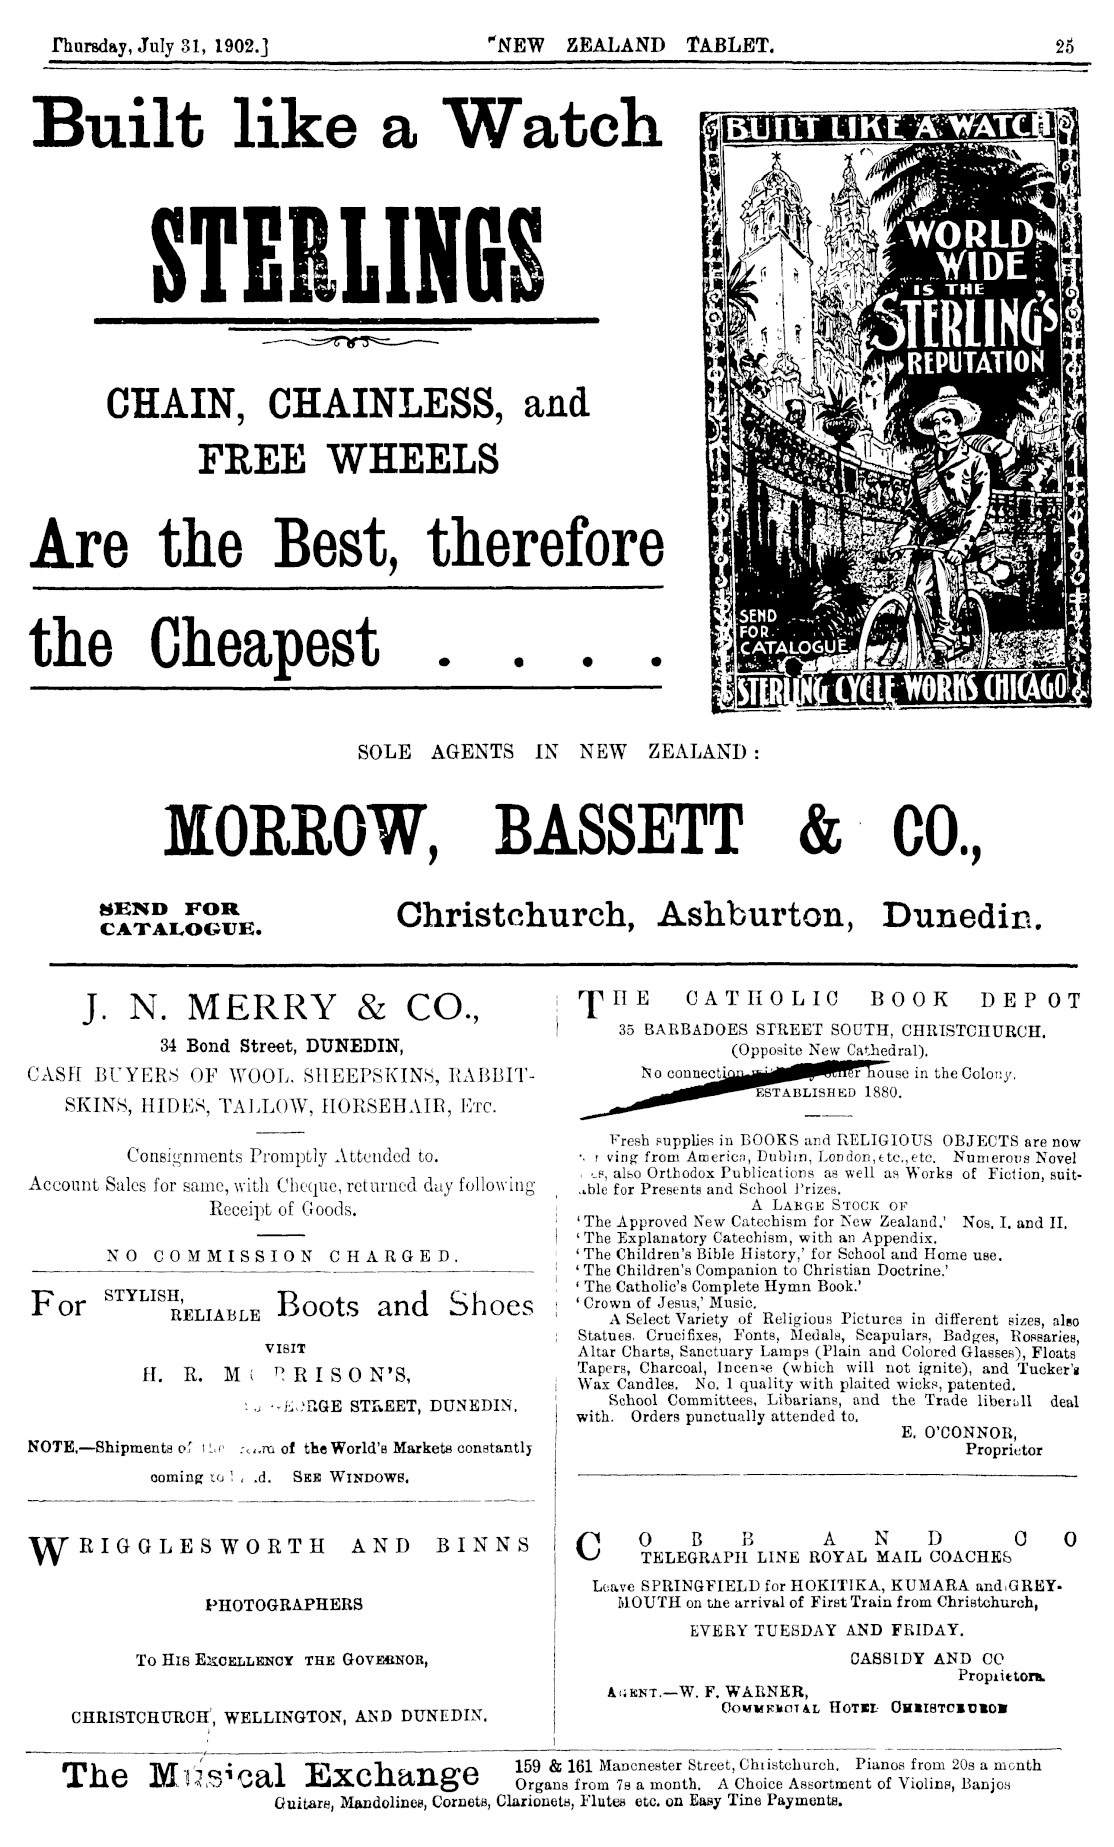 Thursday, July 31, 1902.]
NEW ZEALAND TABLET.
25
Built like a Watch
STERLINGS
CHAIN, CHAINLESS, and
FREE WHEELS
Are the Best, therefore
the Cheapest . . . .
BUILT LIKE A WATCH
WORLD
WIDE
IS THE
STERLING'S
REPUTATION
SEND
FOR
CATALOGUE
STERLING CYCLE WORKS CHICAGO
SOLE AGENTS IN NEW ZEALAND:
MORROW, BASSETT & CO.,
SEND FOR
CATALOGUE.
Christchurch, Ashburton, Dunedin.
J. N. MERRY & CO.,
34 Bond Street, DUNEDIN,
CASH BUYERS OF WOOL, SHEEPSKINS, RABBIT-
SKINS, HIDES, TALLOW, HORSEHAIR, Etc.
Consignments Promptly Attended to.
Account Sales for same, with Cheque, returned day following
Receipt of Goods.
NO COMMISSION CHARGED.
For STYLISH, RELIABLE Boots and Shoes
VISIT
H. R. RISON'S,
STREET, DUNEDIN.
NOTE.—Shipments of of the World's Markets constantly
coming to SEE WINDOWS.
WRIGGLESWORTH AND BINNS
PHOTOGRAPHERS
To His Excellency the Governor,
CHRISTCHURCH, WELLINGTON, AND DUNEDIN.
THE CATHOLIC BOOK DEPOT
35 BARBADOES STREET SOUTH, CHRISTCHURCH.
(Opposite New Cathedral).
No connection other house in the Colony.
ESTABLISHED 1880.
Fresh supplies in BOOKS and RELIGIOUS OBJECTS are now
ving from America, Dublin, London, etc., etc. Numerous Novel
also Orthodox Publications as well as Works of Fiction, suit-
able for Presents and School Prizes.
A LARGE STOCK OF
'The Approved New Catechism for New Zealand.' Nos. I. and II.
'The Explanatory Catechism, with an Appendix.
'The Children's Bible History,' for School and Home use.
'The Children's Companion to Christian Doctrine.'
'The Catholic's Complete Hymn Book.'
'Crown of Jesus,' Music.
A Select Variety of Religious Pictures in different sizes, also
Statues, Crucifixes, Fonts, Medals, Scapulars, Badges, Rossaries,
Altar Charts, Sanctuary Lamps (Plain and Colored Glasses), Floats
Tapers, Charcoal, Incense (which will not ignite), and Tucker's
Wax Candles. No. 1 quality with plaited wicks, patented.
School Committees, Libarians, and the Trade liberall deal
with. Orders punctually attended to.
E. O'CONNOR,
Proprietor
COBB AND CO
TELEGRAPH LINE ROYAL MAIL COACHES
Leave SPRINGFIELD for HOKITIKA, KUMARA and GREY-
MOUTH on the arrival of First Train from Christchurch,
EVERY TUESDAY AND FRIDAY.
CASSIDY AND CO
Proprietors.
AGENT.—W. F. WARNER,
COMMERCIAL HOTEL CHRISTCHURCH
The Musical Exchange 159 & 161 Manchester Street, Christchurch. Pianos from 20s a month
Organs from 7s a month. A Choice Assortment of Violins, Banjos
Guitars, Mandolines, Cornets, Clarionets, Flutes etc. on Easy Tine Payments.